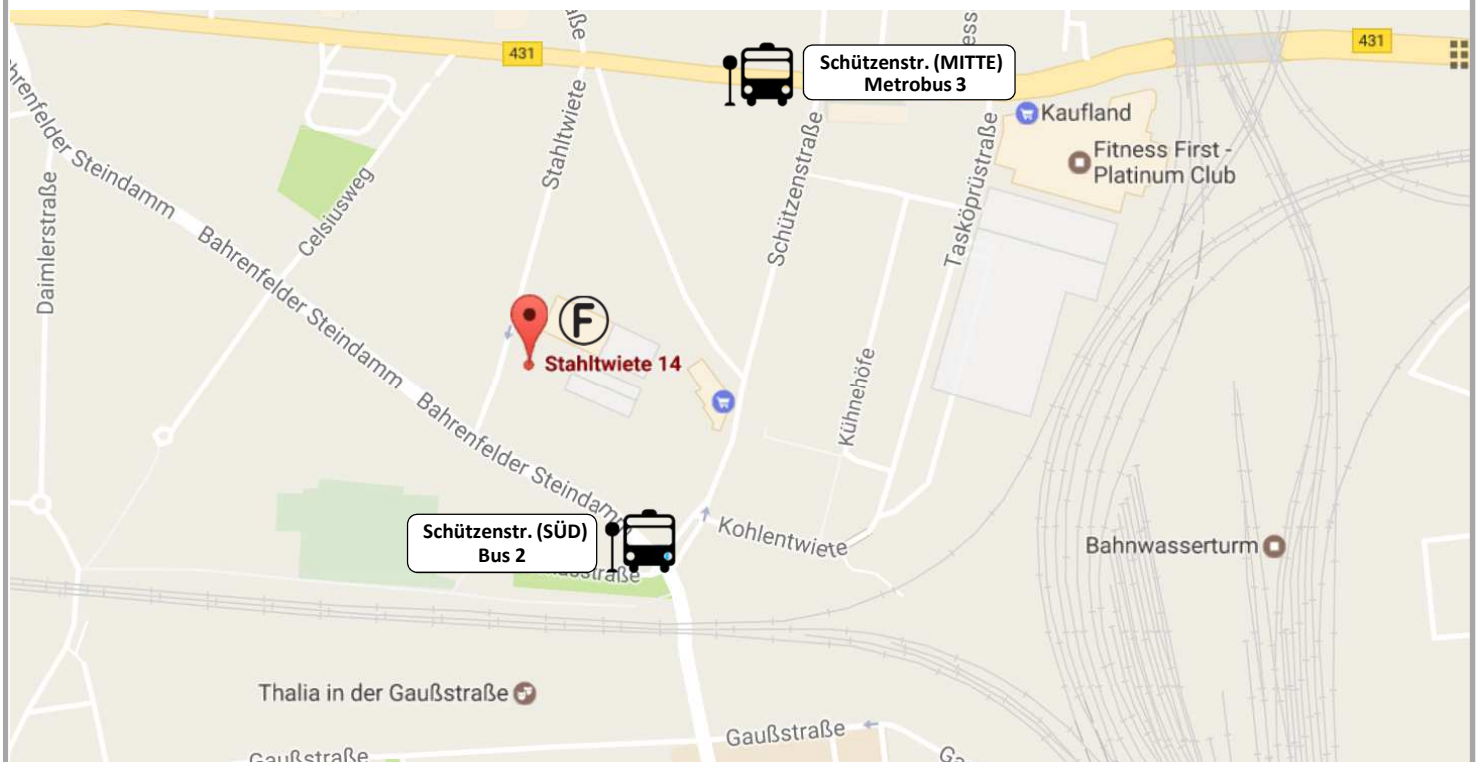 431
431
Schützenstr. (MITTE)
Metrobus 3
Kaufland
Fitness First -
Platinum Club
Stahltwiete
Schützenstraße
Tasköprüstraße
Celsiusweg
Daimlerstraße
Bahrenfelder Steindamm
Bahrenfelder Steindamm
Bahrenfelder Steindamm
F
Stahltwiete 14
Kühnehöfe
Schützenstr. (SÜD)
Bus 2
Kohlentwiete
Bahnwasserturm
Thalia in der Gaußstraße
Gaußstraße
Gaußstraße